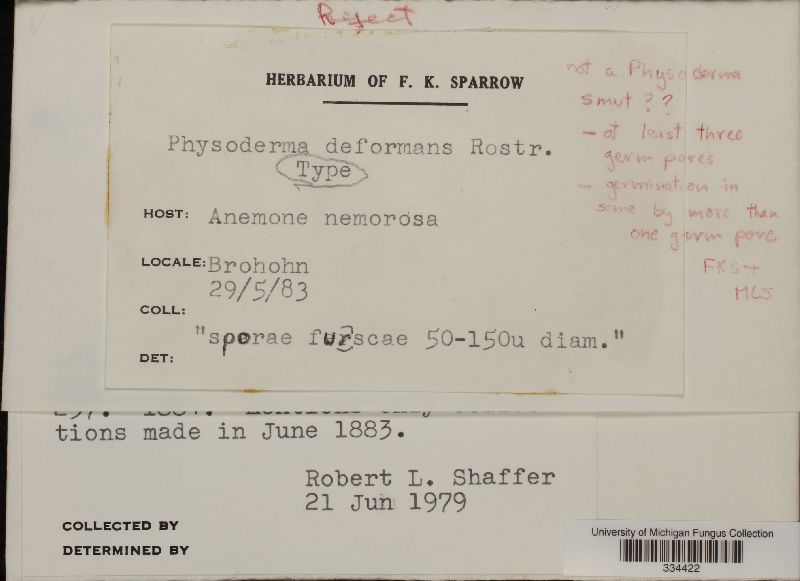 Reject
HERBARIUM OF F. K. SPARROW
Physoderma deformans Rostr.
Type
HOST: Anemone nemorosa
LOCALE: Brohohn
29/5/83
COLL:
"sporae furscae 50-150u diam."
DET:
not a Physoderma
smut ??
- at least three
germ pores
- germination in
some by more than
one germ pore
FKS +
MLS
tions made in June 1883.
Robert L. Shaffer
21 Jun 1979
COLLECTED BY
DETERMINED BY
University of Michigan Fungus Collection
334422